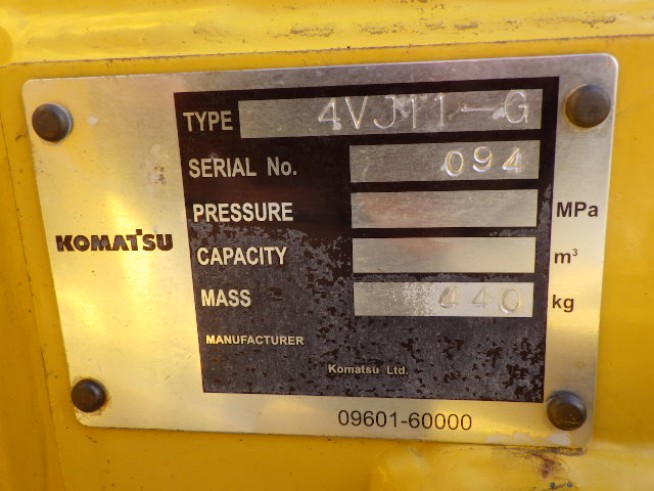 TYPE 4VJ11-G
SERIAL No. 094
PRESSURE MPa
KOMATSU
CAPACITY m³
MASS 440 kg
MANUFACTURER
Komatsu Ltd.
09601-60000